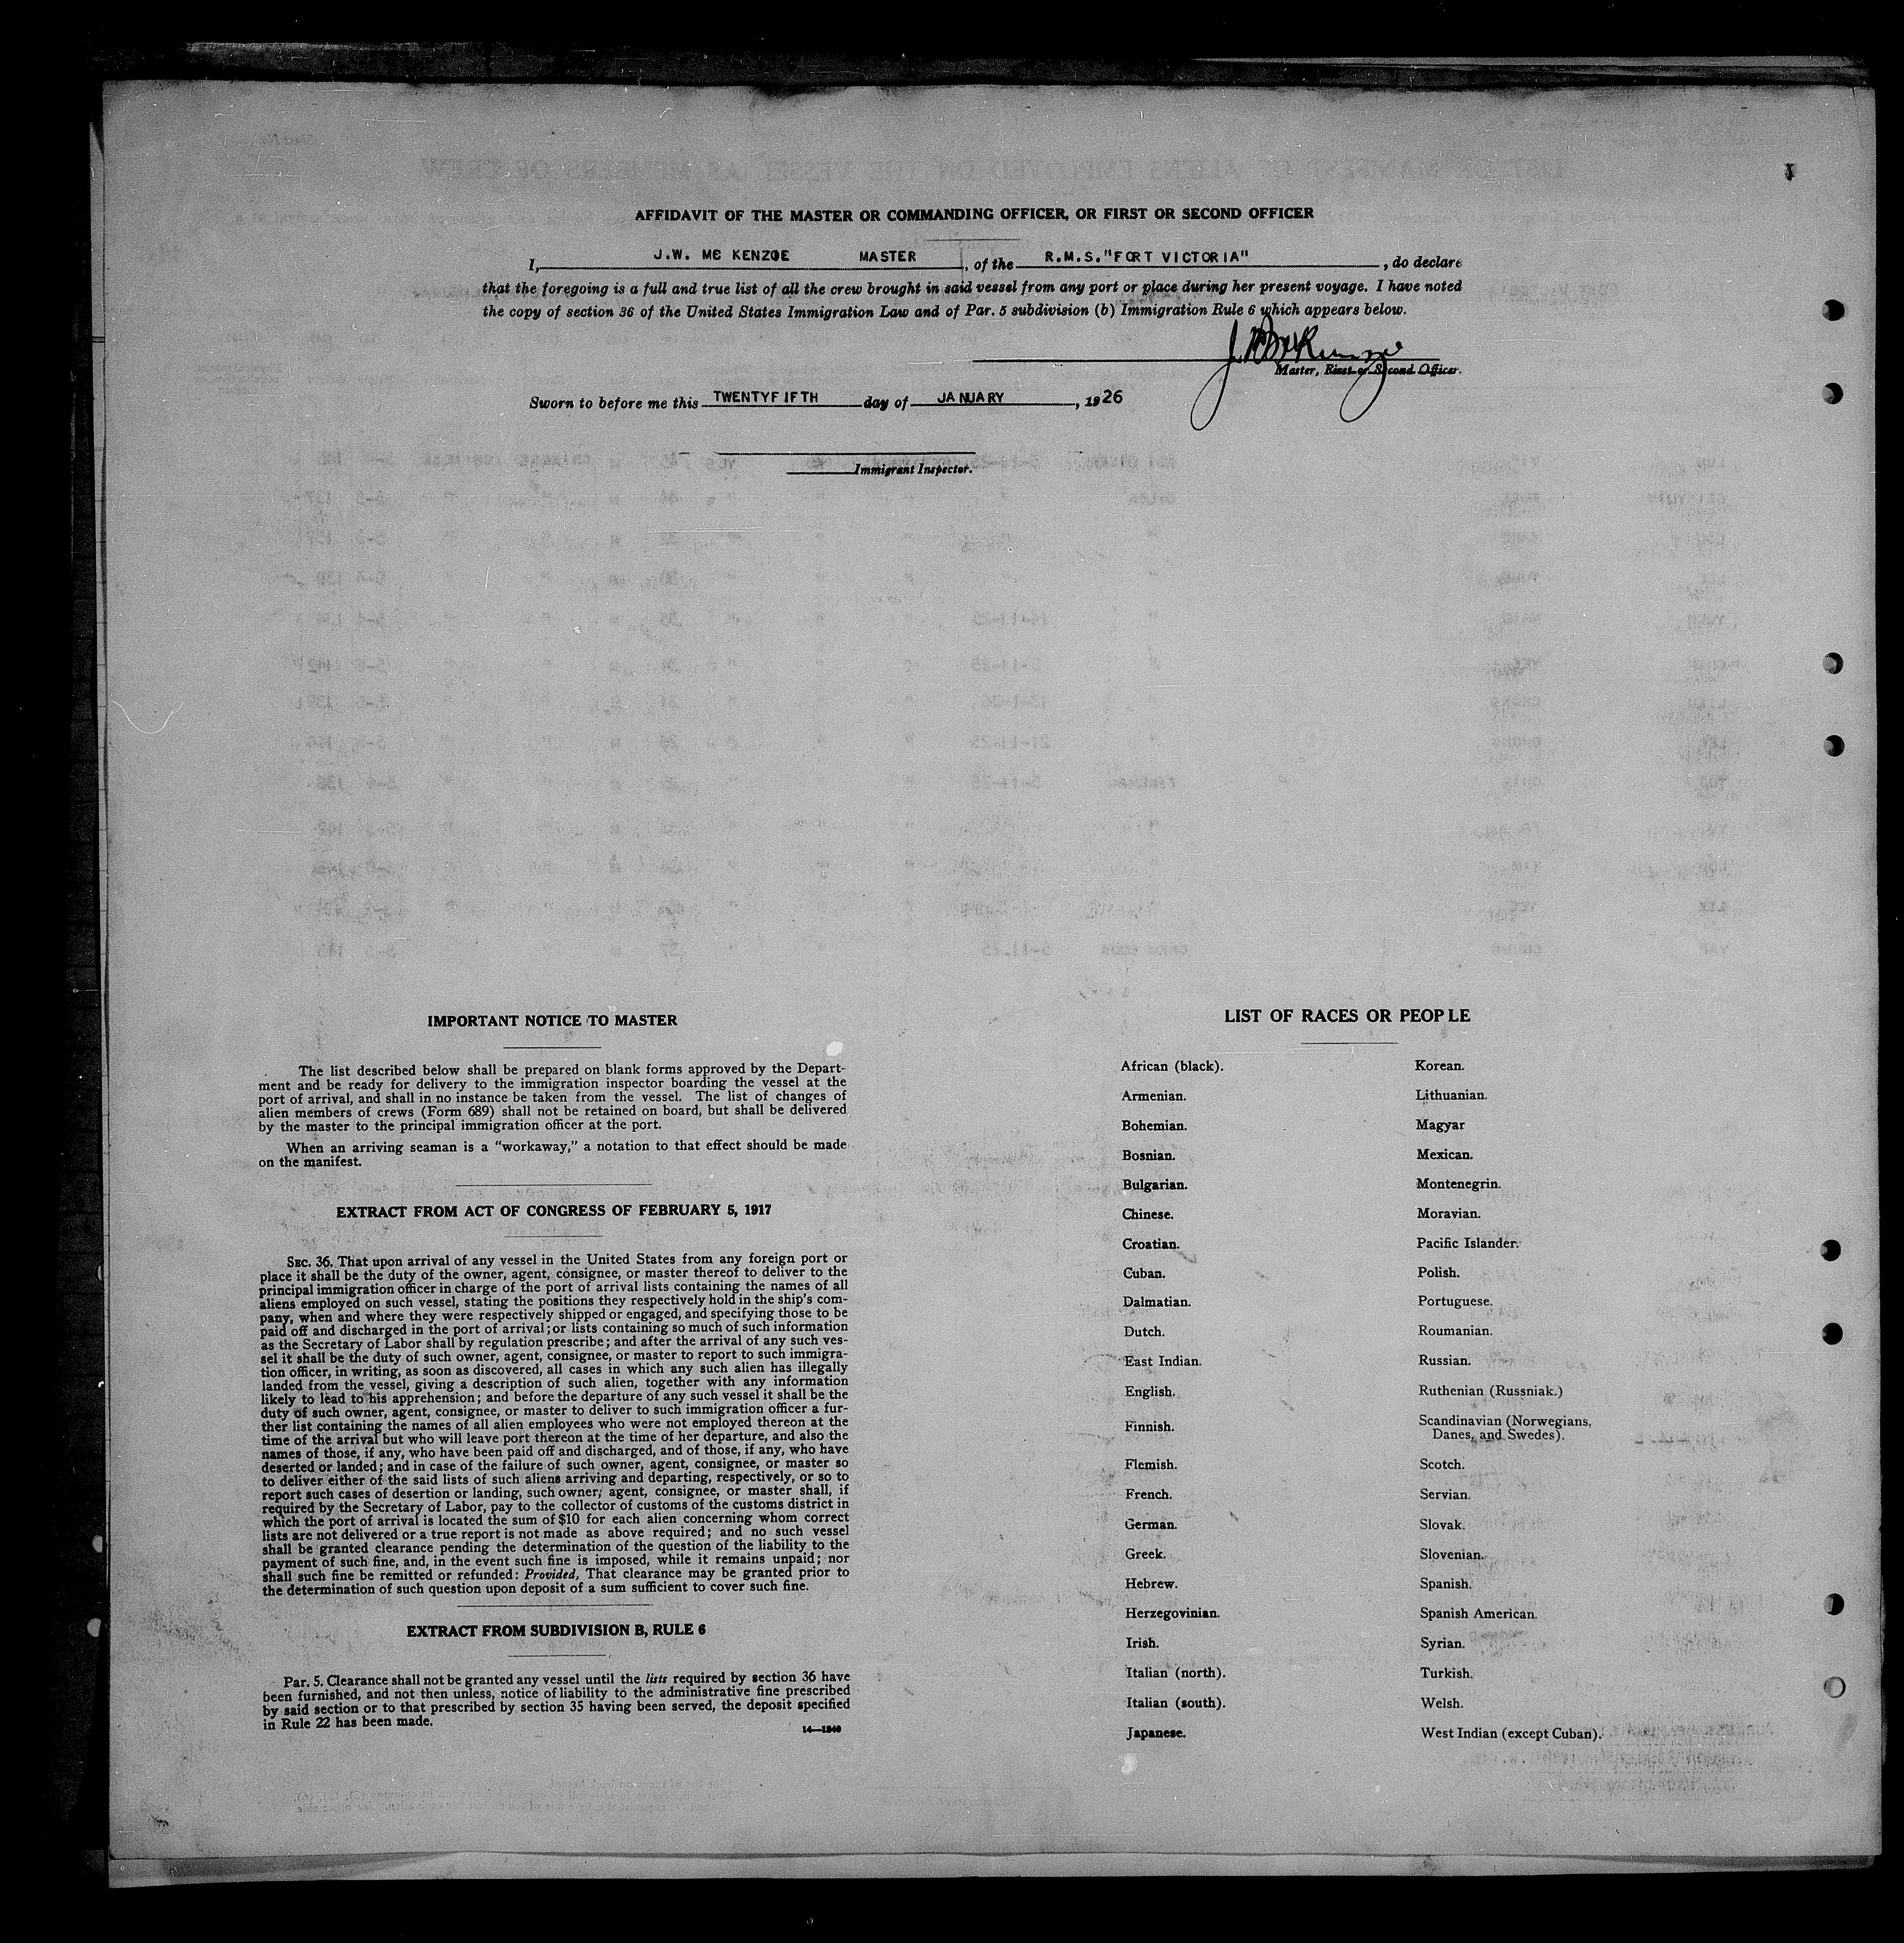 AFFIDAVIT OF THE MASTER OR COMMANDING OFFICER, OR FIRST OR SECOND OFFICER
I, J.W. MC KENZOE MASTER, of the R.M.S. "FORT VICTORIA", do declare
that the foregoing is a full and true list of all the crew brought in said vessel from any port or place during her present voyage. I have noted
the copy of section 36 of the United States Immigration Law and of Par. 5 subdivision (b) Immigration Rule 6 which appears below.
Master, First or Second Officer.
Sworn to before me this TWENTYFIFTH day of JANUARY, 1926
Immigrant Inspector.
IMPORTANT NOTICE TO MASTER
The list described below shall be prepared on blank forms approved by the Depart-
ment and be ready for delivery to the immigration inspector boarding the vessel at the
port of arrival, and shall in no instance be taken from the vessel. The list of changes of
alien members of crews (Form 689) shall not be retained on board, but shall be delivered
by the master to the principal immigration officer at the port.
When an arriving seaman is a "workaway," a notation to that effect should be made
on the manifest.
EXTRACT FROM ACT OF CONGRESS OF FEBRUARY 5, 1917
SEC. 36. That upon arrival of any vessel in the United States from any foreign port or
place it shall be the duty of the owner, agent, consignee, or master thereof to deliver to the
principal immigration officer in charge of the port of arrival lists containing the names of all
aliens employed on such vessel, stating the positions they respectively hold in the ship's com-
pany, when and where they were respectively shipped or engaged, and specifying those to be
paid off and discharged in the port of arrival; or lists containing so much of such information
as the Secretary of Labor shall by regulation prescribe; and after the arrival of any such ves-
sel it shall be the duty of such owner, agent, consignee, or master to report to such immigra-
tion officer, in writing, as soon as discovered, all cases in which any such alien has illegally
landed from the vessel, giving a description of such alien, together with any information
likely to lead to his apprehension; and before the departure of any such vessel it shall be the
duty of such owner, agent, consignee, or master to deliver to such immigration officer a fur-
ther list containing the names of all alien employees who were not employed thereon at the
time of the arrival but who will leave port thereon at the time of her departure, and also the
names of those, if any, who have been paid off and discharged, and of those, if any, who have
deserted or landed; and in case of the failure of such owner, agent, consignee, or master so
to deliver either of the said lists of such aliens arriving and departing, respectively, or so to
report such cases of desertion or landing, such owner, agent, consignee, or master shall, if
required by the Secretary of Labor, pay to the collector of customs of the customs district in
which the port of arrival is located the sum of $10 for each alien concerning whom correct
lists are not delivered or a true report is not made as above required; and no such vessel
shall be granted clearance pending the determination of the question of the liability to the
payment of such fine, and, in the event such fine is imposed, while it remains unpaid; nor
shall such fine be remitted or refunded: Provided, That clearance may be granted prior to
the determination of such question upon deposit of a sum sufficient to cover such fine.
EXTRACT FROM SUBDIVISION B, RULE 6
Par. 5. Clearance shall not be granted any vessel until the lists required by section 36 have
been furnished, and not then unless, notice of liability to the administrative fine prescribed
by said section or to that prescribed by section 35 having been served, the deposit specified
in Rule 22 has been made.
14—1240
LIST OF RACES OR PEOPLE
African (black).
Armenian.
Bohemian.
Bosnian.
Bulgarian.
Chinese.
Croatian.
Cuban.
Dalmatian.
Dutch.
East Indian.
English.
Finnish.
Flemish.
French.
German.
Greek.
Hebrew.
Herzegovinian.
Irish.
Italian (north).
Italian (south).
Japanese.
Korean.
Lithuanian.
Magyar
Mexican.
Montenegrin.
Moravian.
Pacific Islander.
Polish.
Portuguese.
Roumanian.
Russian.
Ruthenian (Russniak.)
Scandinavian (Norwegians,
Danes, and Swedes).
Scotch.
Servian.
Slovak.
Slovenian.
Spanish.
Spanish American.
Syrian.
Turkish.
Welsh.
West Indian (except Cuban).